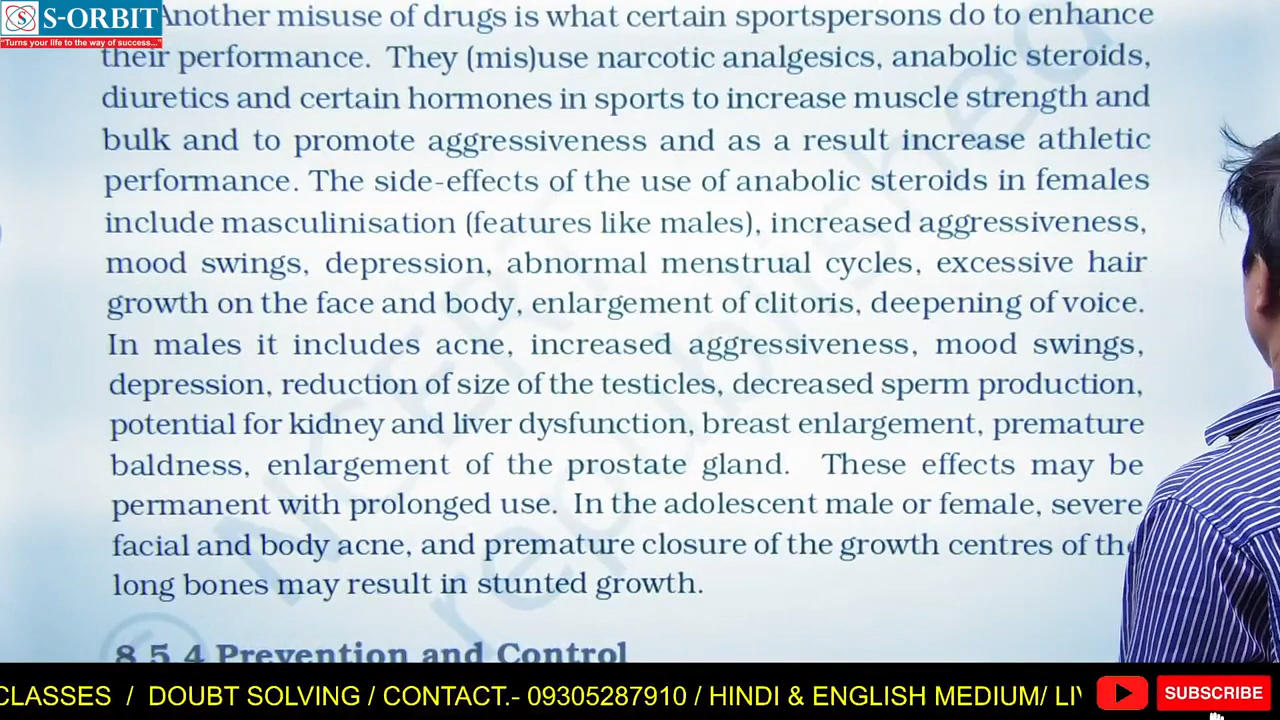 S-ORBIT
"Turns your life to the way of success..."
Another misuse of drugs is what certain sportspersons do to enhance
their performance. They (mis)use narcotic analgesics, anabolic steroids,
diuretics and certain hormones in sports to increase muscle strength and
bulk and to promote aggressiveness and as a result increase athletic
performance. The side-effects of the use of anabolic steroids in females
include masculinisation (features like males), increased aggressiveness,
mood swings, depression, abnormal menstrual cycles, excessive hair
growth on the face and body, enlargement of clitoris, deepening of voice.
In males it includes acne, increased aggressiveness, mood swings,
depression, reduction of size of the testicles, decreased sperm production,
potential for kidney and liver dysfunction, breast enlargement, premature
baldness, enlargement of the prostate gland. These effects may be
permanent with prolonged use. In the adolescent male or female, severe
facial and body acne, and premature closure of the growth centres of the
long bones may result in stunted growth.
8.5.4 Prevention and Control
CLASSES / DOUBT SOLVING / CONTACT.- 09305287910 / HINDI & ENGLISH MEDIUM/ LI
SUBSCRIBE